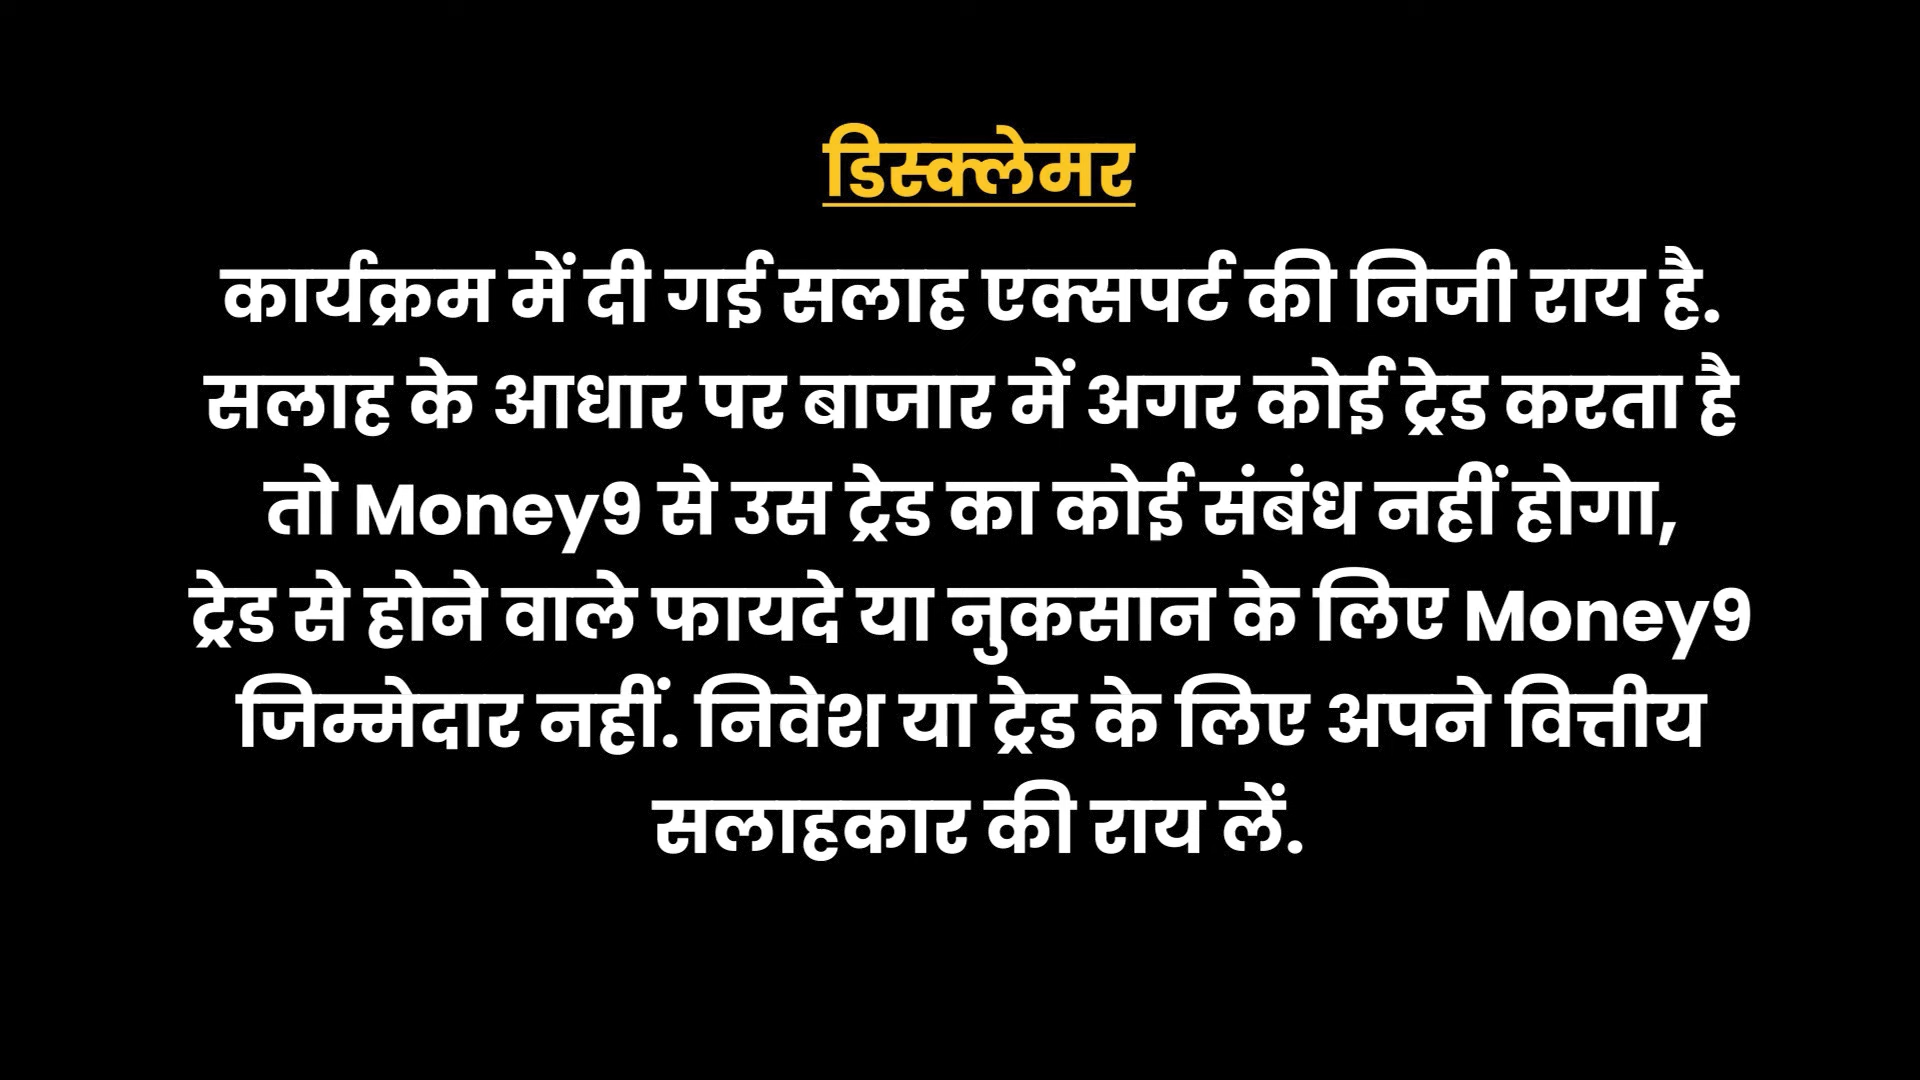 डिस्क्लेमर
कार्यक्रम में दी गई सलाह एक्सपर्ट की निजी राय है.
सलाह के आधार पर बाजार में अगर कोई ट्रेड करता है
तो Money9 से उस ट्रेड का कोई संबंध नहीं होगा,
ट्रेड से होने वाले फायदे या नुकसान के लिए Money9
जिम्मेदार नहीं. निवेश या ट्रेड के लिए अपने वित्तीय
सलाहकार की राय लें.